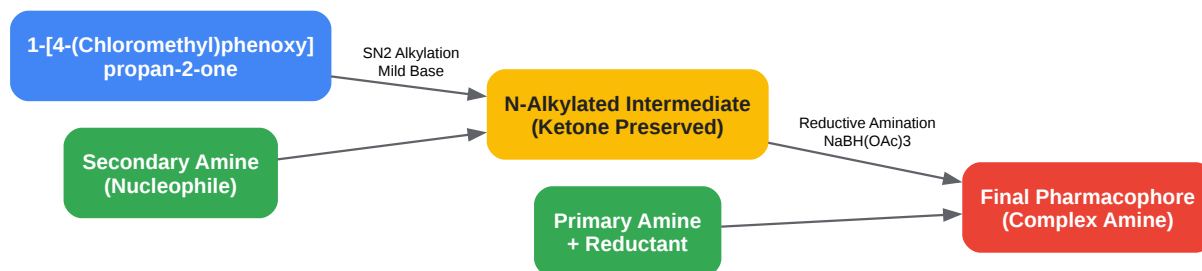 1-[4-(Chloromethyl)phenoxy]
propan-2-one
SN2 Alkylation
Mild Base
Secondary Amine
(Nucleophile)
N-Alkylated Intermediate
(Ketone Preserved)
Reductive Amination
NaBH(OAc)3
Primary Amine
+ Reductant
Final Pharmacophore
(Complex Amine)